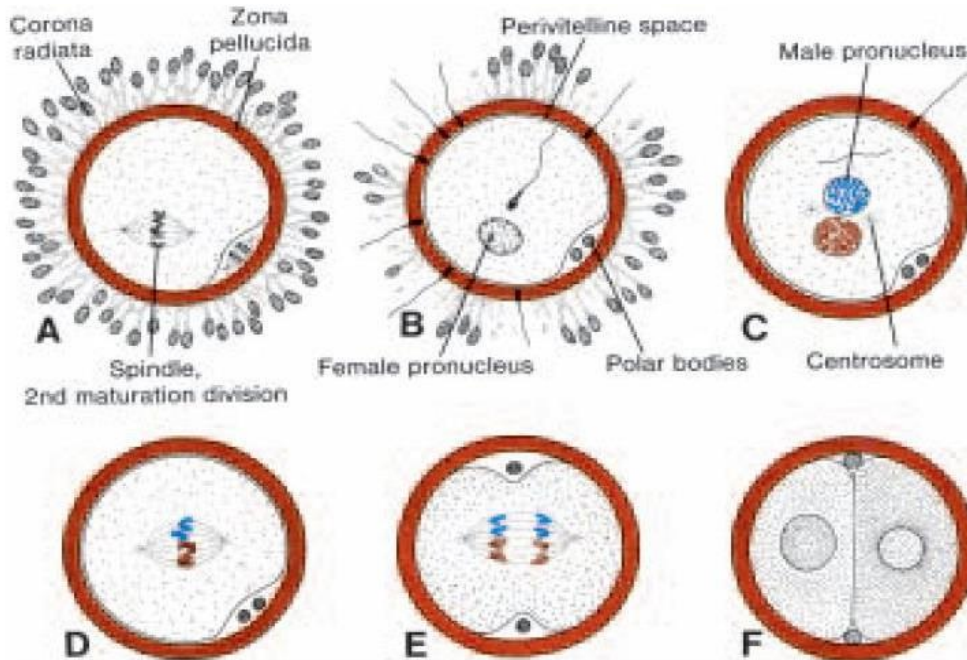 Corona
radiata
Zona
pellucida
Perivitelline space
Male pronucleus
A
B
C
Spindle,
2nd maturation division
Female pronucleus
Polar bodies
Centrosome
D
E
F